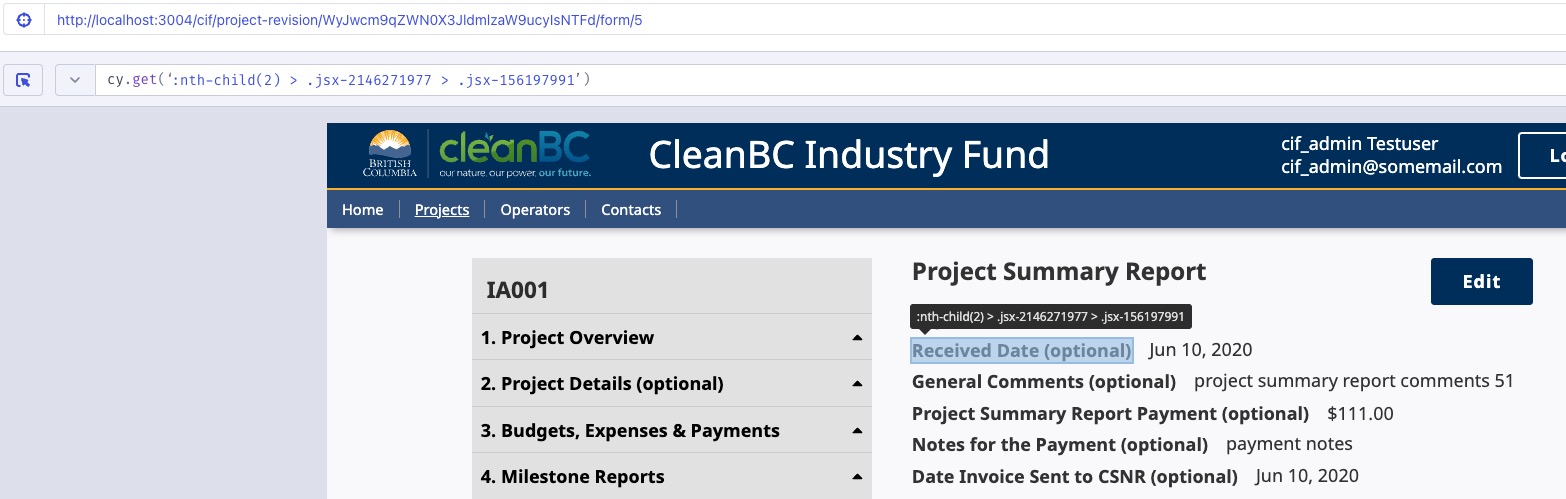 http://localhost:3004/cif/project-revision/WyJwcm9qZWN0X3JldmlzaW9ucyIsNTFd/form/5
cy.get(':nth-child(2) > .jsx-2146271977 > .jsx-156197991')
BRITISH COLUMBIA
cleanBC
our nature. our power. our future.
CleanBC Industry Fund
cif_admin Testuser
cif_admin@somemail.com
Lo
Home
Projects
Operators
Contacts
IA001
1. Project Overview
2. Project Details (optional)
3. Budgets, Expenses & Payments
4. Milestone Reports
Project Summary Report
Edit
:nth-child(2) > .jsx-2146271977 > .jsx-156197991
Received Date (optional) Jun 10, 2020
General Comments (optional) project summary report comments 51
Project Summary Report Payment (optional) $111.00
Notes for the Payment (optional) payment notes
Date Invoice Sent to CSNR (optional) Jun 10, 2020